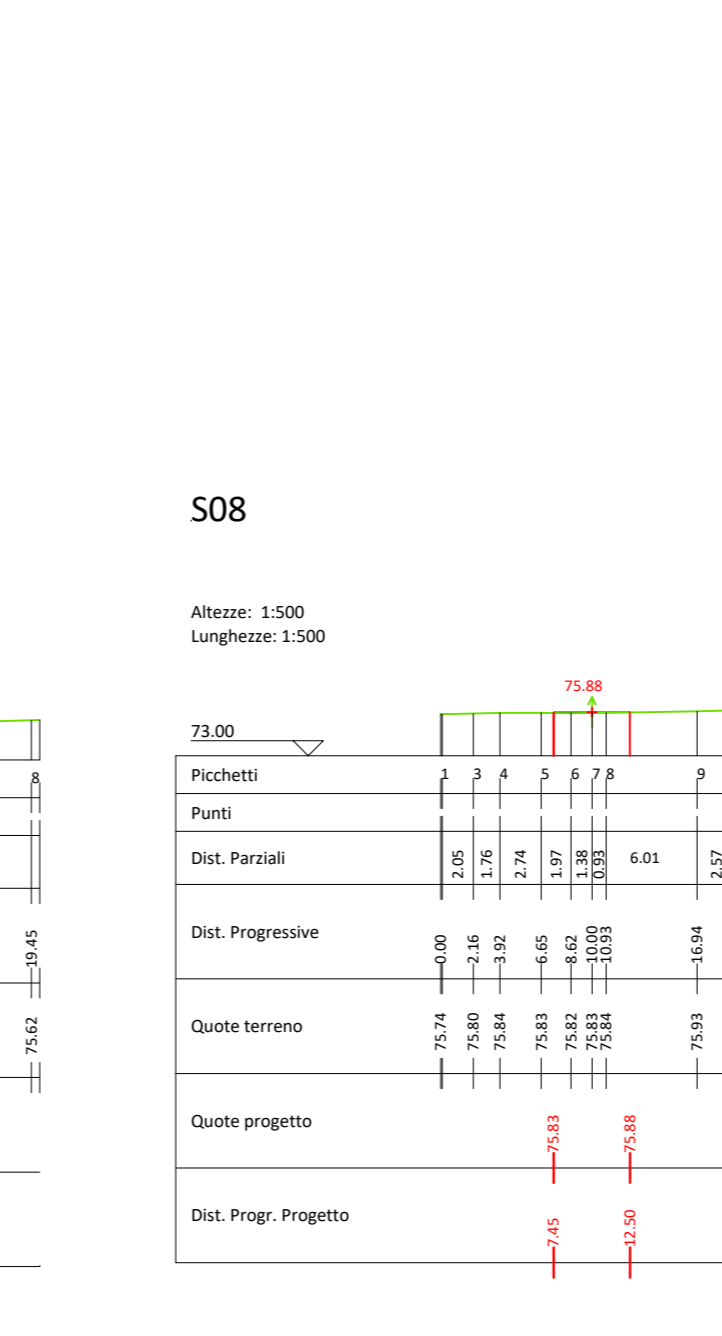 S08
Altezze: 1:500
Lunghezze: 1:500
75.88
73.00
Picchetti 1 3 4 5 6 7 8 9
Punti
Dist. Parziali 2.05 1.76 2.74 1.97 1.38 0.93 6.01 2.57
Dist. Progressive 0.00 2.16 3.92 6.65 8.62 10.00 10.93 16.94
Quote terreno 75.74 75.80 75.84 75.83 75.82 75.83 75.84 75.93
Quote progetto 75.83 75.88
Dist. Progr. Progetto 7.45 12.50
8
19.45
75.62